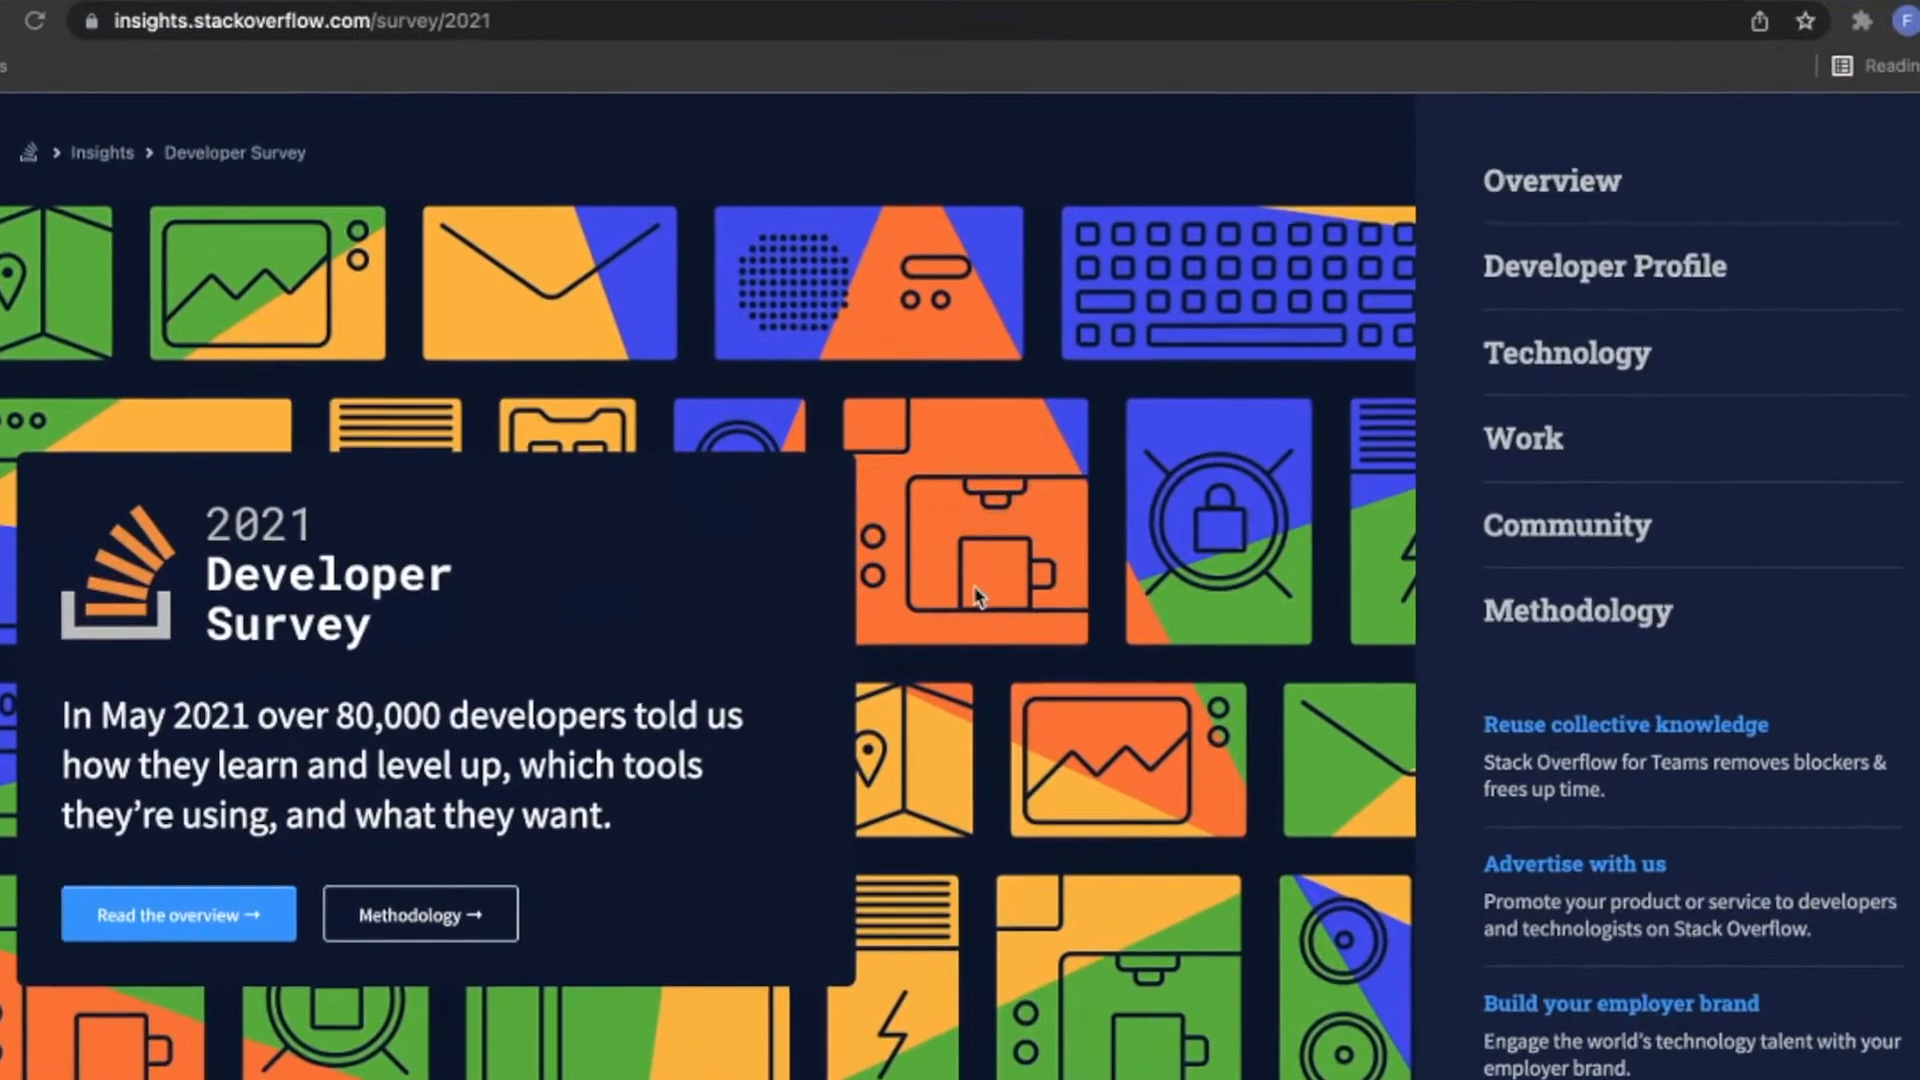 insights.stackoverflow.com/survey/2021
F
s
Readin
Insights
Developer Survey
2021
Developer
Survey
In May 2021 over 80,000 developers told us
how they learn and level up, which tools
they’re using, and what they want.
Read the overview →
Methodology →
Overview
Developer Profile
Technology
Work
Community
Methodology
Reuse collective knowledge
Stack Overflow for Teams removes blockers &
frees up time.
Advertise with us
Promote your product or service to developers
and technologists on Stack Overflow.
Build your employer brand
Engage the world’s technology talent with your
employer brand.